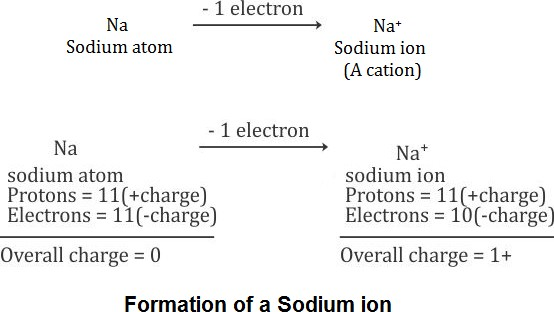 Na - 1 electron Na⁺
Sodium atom Sodium ion
(A cation)
Na - 1 electron Na⁺
sodium atom sodium ion
Protons = 11(+charge) Protons = 11(+charge)
Electrons = 11(-charge) Electrons = 10(-charge)
Overall charge = 0 Overall charge = 1+
Formation of a Sodium ion